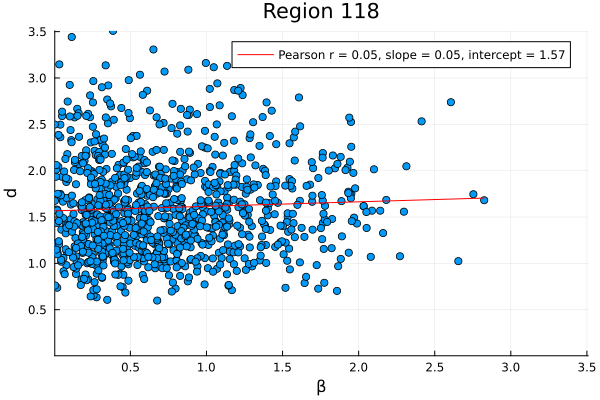 Region 118
Pearson r = 0.05, slope = 0.05, intercept = 1.57
3.5
3.0
2.5
2.0
1.5
1.0
0.5
d
0.5 1.0 1.5 2.0 2.5 3.0 3.5
β